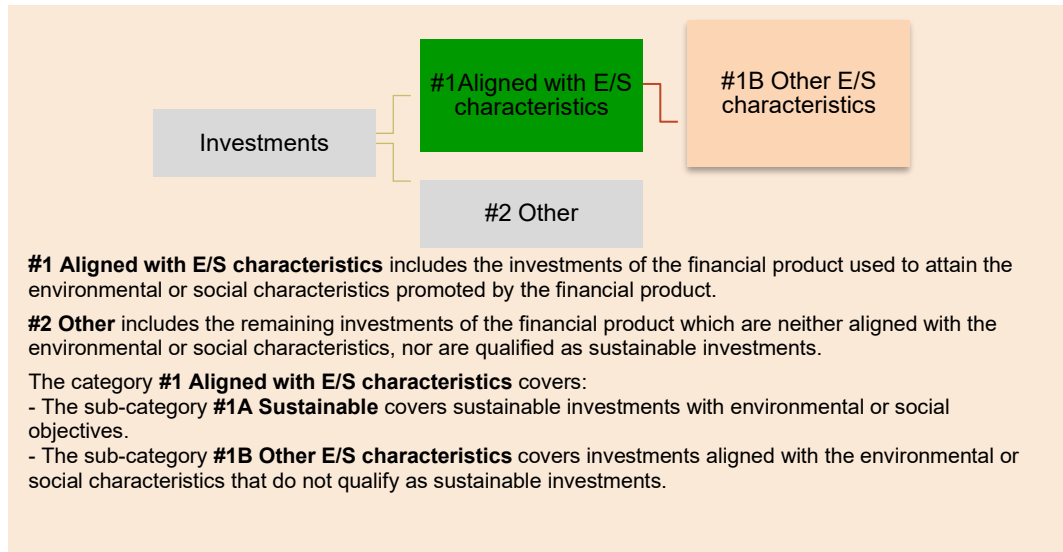 #1Aligned with E/S
characteristics
#1B Other E/S
characteristics
Investments
#2 Other
#1 Aligned with E/S characteristics includes the investments of the financial product used to attain the
environmental or social characteristics promoted by the financial product.
#2 Other includes the remaining investments of the financial product which are neither aligned with the
environmental or social characteristics, nor are qualified as sustainable investments.
The category #1 Aligned with E/S characteristics covers:
- The sub-category #1A Sustainable covers sustainable investments with environmental or social
objectives.
- The sub-category #1B Other E/S characteristics covers investments aligned with the environmental or
social characteristics that do not qualify as sustainable investments.